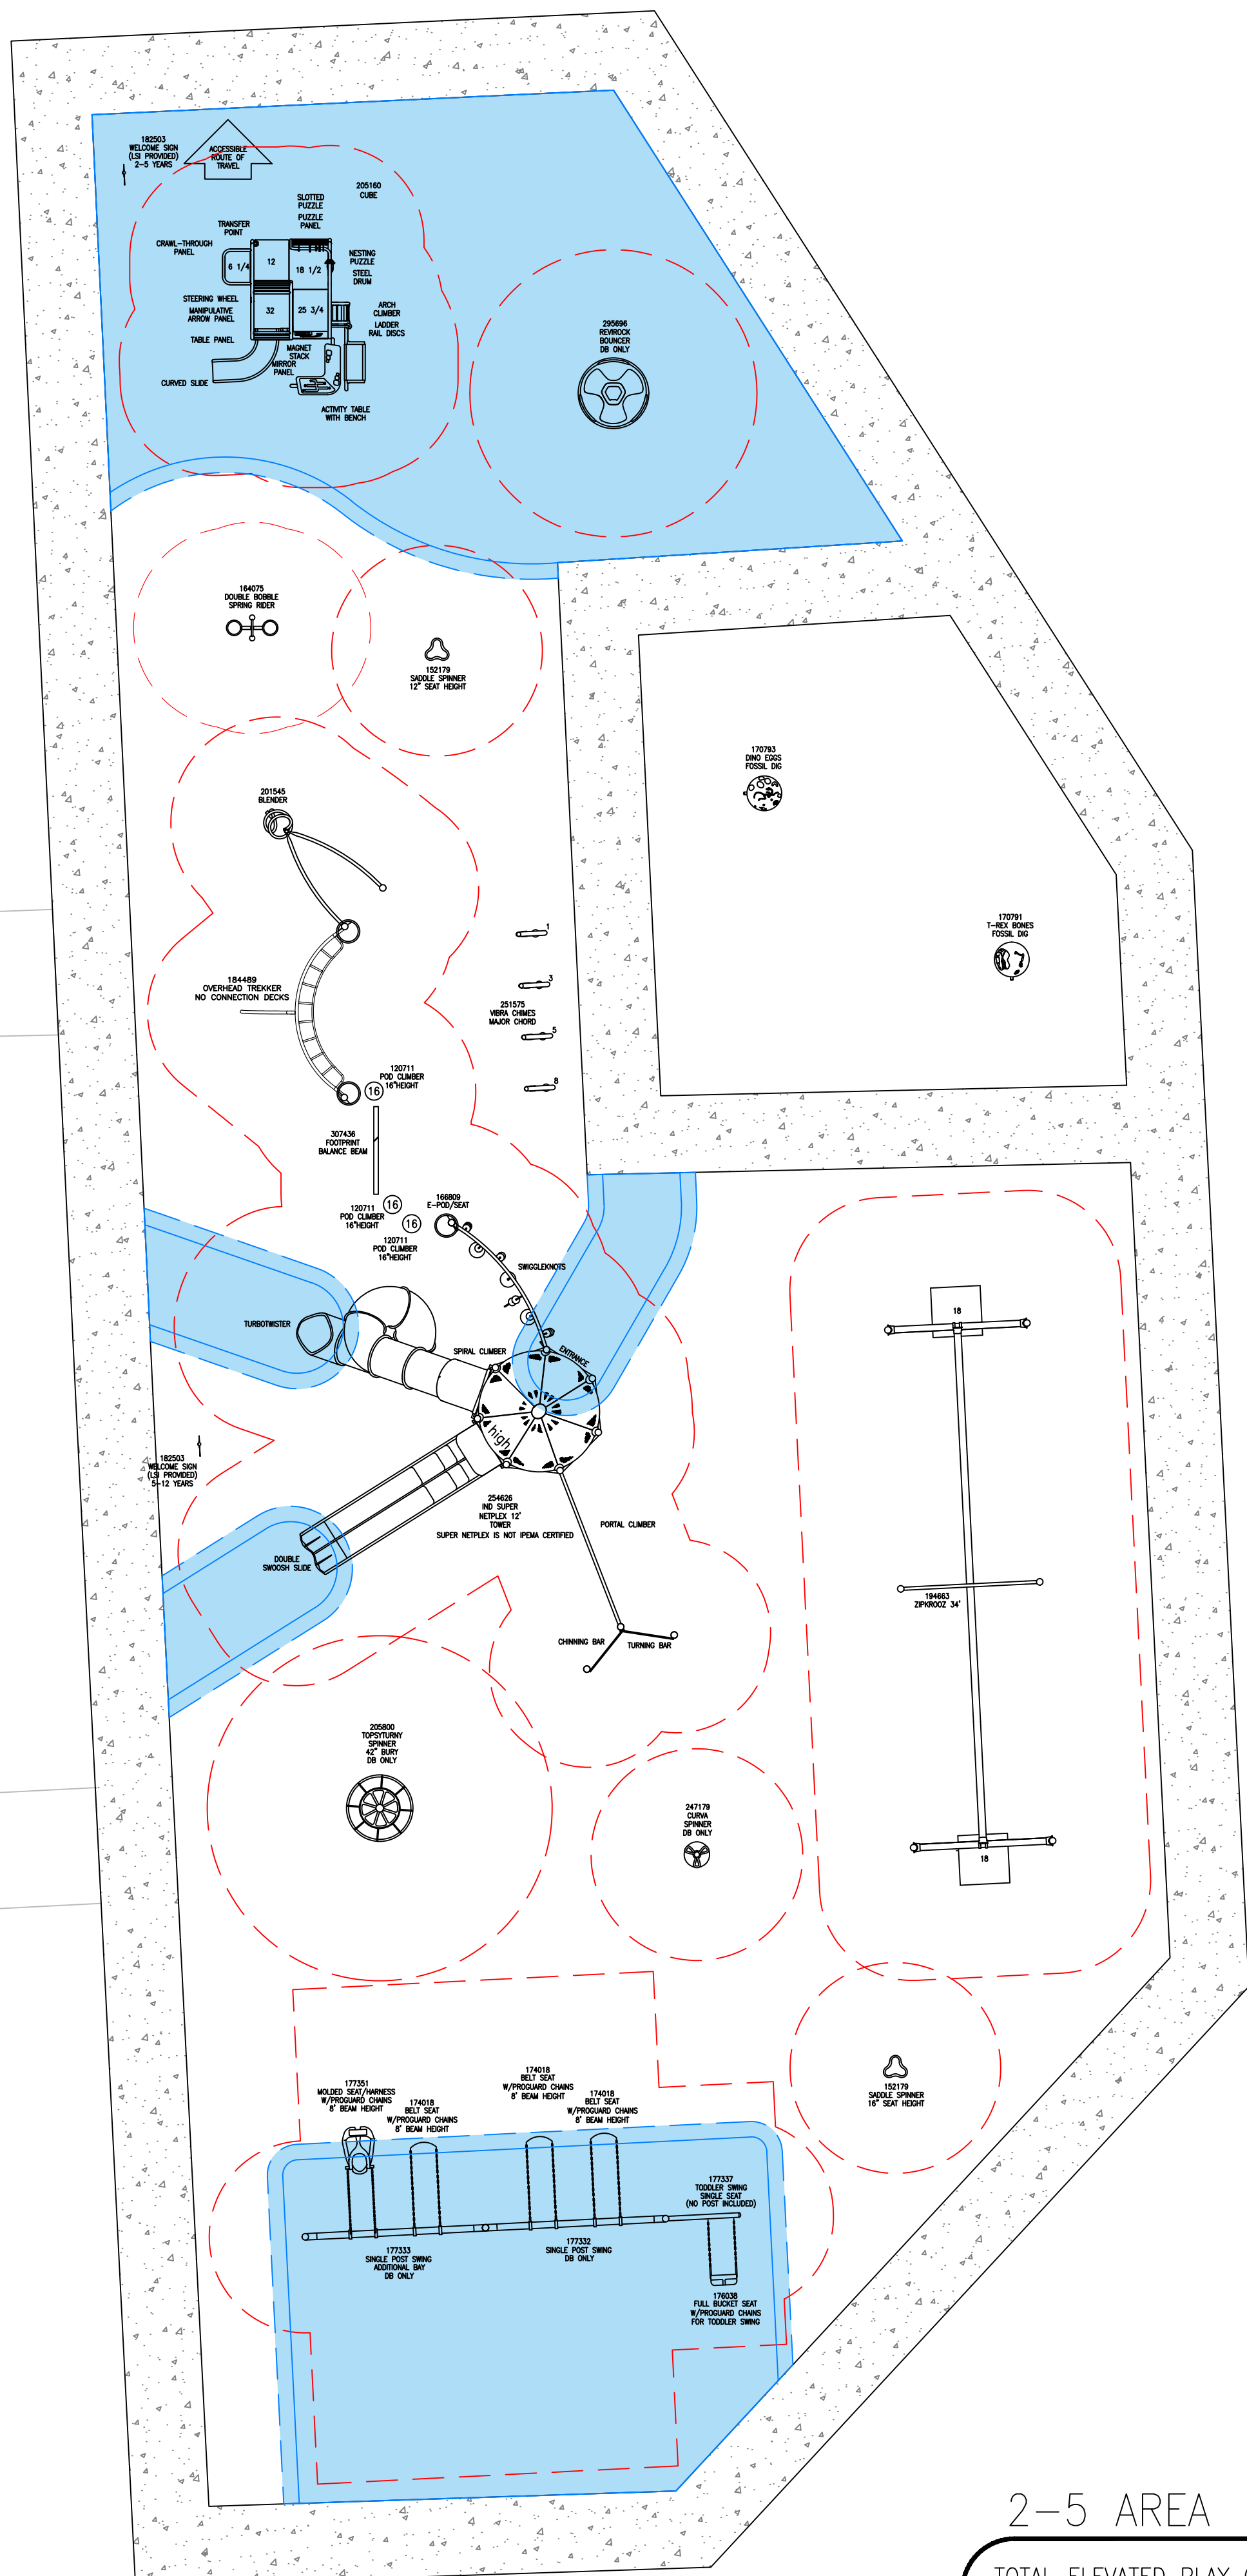 182503
WELCOME SIGN
(LSI PROVIDED)
2-5 YEARS
ACCESSIBLE
ROUTE OF
TRAVEL
205160
CUBE
SLOTTED
PUZZLE
PUZZLE
PANEL
TRANSFER
POINT
CRAWL-THROUGH
PANEL
6 1/4
12
18 1/2
NESTING
PUZZLE
STEEL
DRUM
STEERING WHEEL
MANIPULATIVE
ARROW PANEL
32
25 3/4
ARCH
CLIMBER
LADDER
RAIL DISCS
TABLE PANEL
MAGNET
STACK
MIRROR
PANEL
CURVED SLIDE
ACTIVITY TABLE
WITH BENCH
295696
REVIROCK
BOUNCER
DB ONLY
164075
DOUBLE BOBBLE
SPRING RIDER
152179
SADDLE SPINNER
12" SEAT HEIGHT
170793
DINO EGGS
FOSSIL DIG
201545
BLENDER
170791
T-REX BONES
FOSSIL DIG
184489
OVERHEAD TREKKER
NO CONNECTION DECKS
1
3
251575
VIBRA CHIMES
MAJOR CHORD
5
8
120711
POD CLIMBER
16"HEIGHT
16
307436
FOOTPRINT
BALANCE BEAM
120711
POD CLIMBER
16"HEIGHT
16
16
120711
POD CLIMBER
16"HEIGHT
166809
E-POD/SEAT
SWIGGLEKNOTS
TURBOTWISTER
SPIRAL CLIMBER
ENTRANCE
high
18
182503
WELCOME SIGN
(LSI PROVIDED)
5-12 YEARS
254626
IND SUPER
NETPLEX 12'
TOWER
SUPER NETPLEX IS NOT IPEMA CERTIFIED
PORTAL CLIMBER
DOUBLE
SWOOSH SLIDE
194663
ZIPKROOZ 34'
CHINNING BAR
TURNING BAR
205800
TOPSYTURNY
SPINNER
42" BURY
DB ONLY
247179
CURVA
SPINNER
DB ONLY
18
152179
SADDLE SPINNER
16" SEAT HEIGHT
177351
MOLDED SEAT/HARNESS
W/PROGUARD CHAINS
8' BEAM HEIGHT
174018
BELT SEAT
W/PROGUARD CHAINS
8' BEAM HEIGHT
174018
BELT SEAT
W/PROGUARD CHAINS
8' BEAM HEIGHT
174018
BELT SEAT
W/PROGUARD CHAINS
8' BEAM HEIGHT
177337
TODDLER SWING
SINGLE SEAT
(NO POST INCLUDED)
177333
SINGLE POST SWING
ADDITIONAL BAY
DB ONLY
177332
SINGLE POST SWING
DB ONLY
176038
FULL BUCKET SEAT
W/PROGUARD CHAINS
FOR TODDLER SWING
2-5 AREA
TOTAL ELEVATED PLAY